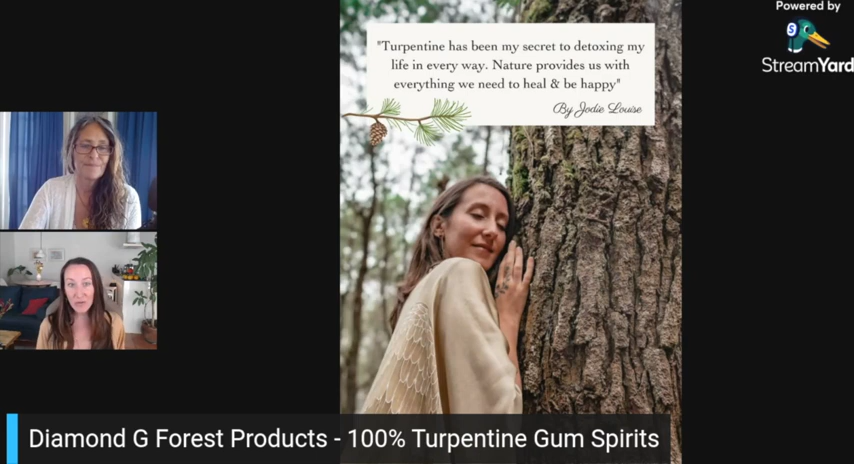 Powered by
StreamYard
"Turpentine has been my secret to detoxing my
life in every way. Nature provides us with
everything we need to heal & be happy"
By Jodie Louise
Diamond G Forest Products - 100% Turpentine Gum Spirits